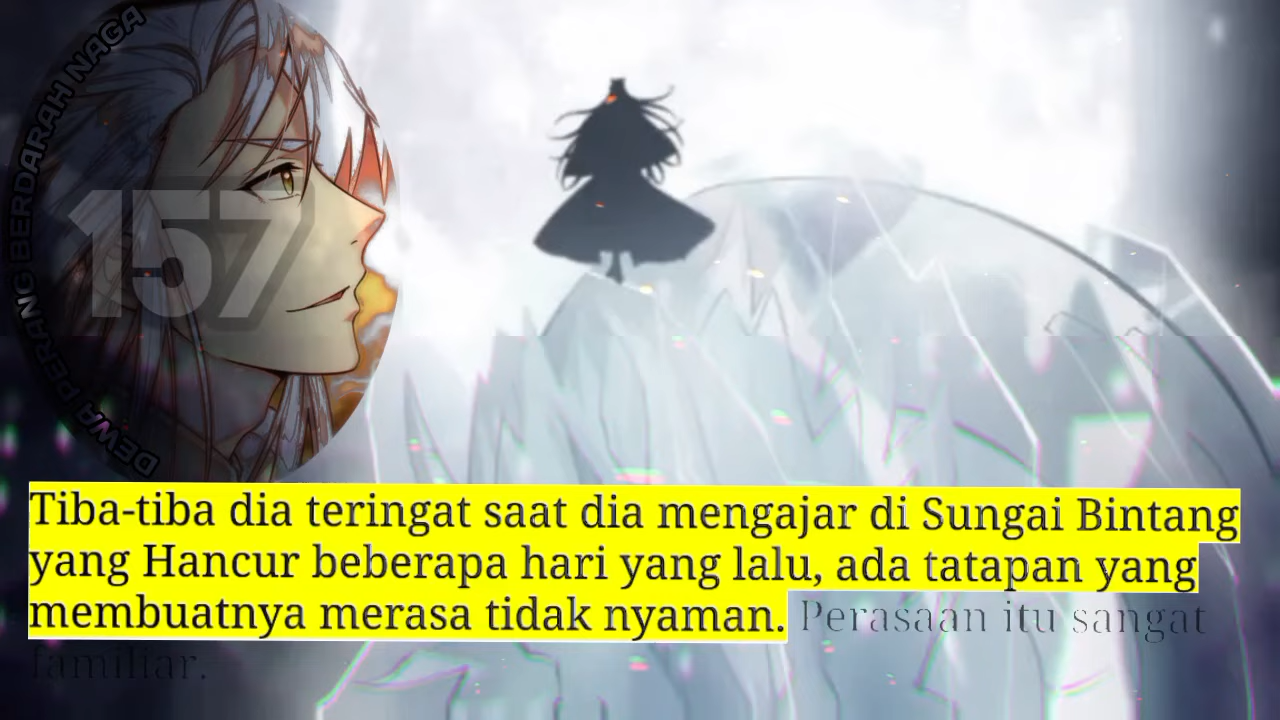 DEWA PERANG BERDARAH NAGA
157
Tiba-tiba dia teringat saat dia mengajar di Sungai Bintang
yang Hancur beberapa hari yang lalu, ada tatapan yang
membuatnya merasa tidak nyaman. Perasaan itu sangat
familiar.